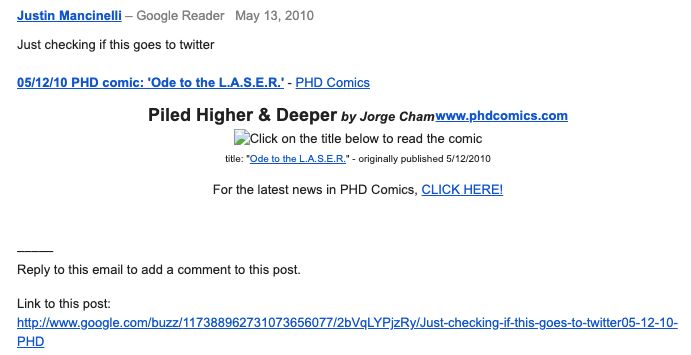 Justin Mancinelli – Google Reader May 13, 2010
Just checking if this goes to twitter
05/12/10 PHD comic: 'Ode to the L.A.S.E.R.' - PHD Comics
Piled Higher & Deeper by Jorge Chamwww.phdcomics.com
Click on the title below to read the comic
title: "Ode to the L.A.S.E.R." - originally published 5/12/2010
For the latest news in PHD Comics, CLICK HERE!
_____
Reply to this email to add a comment to this post.
Link to this post:
http://www.google.com/buzz/117388962731073656077/2bVqLYPjzRy/Just-checking-if-this-goes-to-twitter05-12-10-
PHD